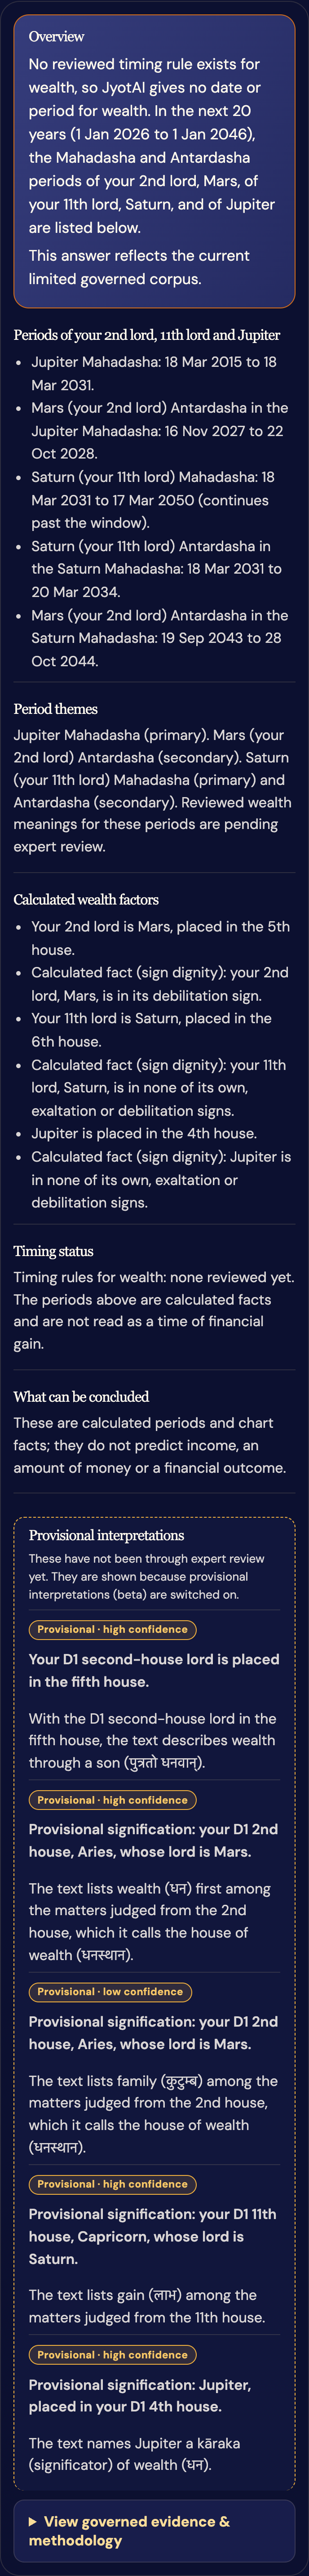 Overview
No reviewed timing rule exists for
wealth, so JyotAI gives no date or
period for wealth. In the next 20
years (1 Jan 2026 to 1 Jan 2046),
the Mahadasha and Antardasha
periods of your 2nd lord, Mars, of
your 11th lord, Saturn, and of Jupiter
are listed below.
This answer reflects the current
limited governed corpus.
Periods of your 2nd lord, 11th lord and Jupiter
• Jupiter Mahadasha: 18 Mar 2015 to 18
Mar 2031.
• Mars (your 2nd lord) Antardasha in the
Jupiter Mahadasha: 16 Nov 2027 to 22
Oct 2028.
• Saturn (your 11th lord) Mahadasha: 18
Mar 2031 to 17 Mar 2050 (continues
past the window).
• Saturn (your 11th lord) Antardasha in
the Saturn Mahadasha: 18 Mar 2031 to
20 Mar 2034.
• Mars (your 2nd lord) Antardasha in the
Saturn Mahadasha: 19 Sep 2043 to 28
Oct 2044.
Period themes
Jupiter Mahadasha (primary). Mars (your
2nd lord) Antardasha (secondary). Saturn
(your 11th lord) Mahadasha (primary) and
Antardasha (secondary). Reviewed wealth
meanings for these periods are pending
expert review.
Calculated wealth factors
• Your 2nd lord is Mars, placed in the 5th
house.
• Calculated fact (sign dignity): your 2nd
lord, Mars, is in its debilitation sign.
• Your 11th lord is Saturn, placed in the
6th house.
• Calculated fact (sign dignity): your 11th
lord, Saturn, is in none of its own,
exaltation or debilitation signs.
• Jupiter is placed in the 4th house.
• Calculated fact (sign dignity): Jupiter is
in none of its own, exaltation or
debilitation signs.
Timing status
Timing rules for wealth: none reviewed yet.
The periods above are calculated facts
and are not read as a time of financial
gain.
What can be concluded
These are calculated periods and chart
facts; they do not predict income, an
amount of money or a financial outcome.
Provisional interpretations
These have not been through expert review
yet. They are shown because provisional
interpretations (beta) are switched on.
Provisional · high confidence
Your D1 second-house lord is placed
in the fifth house.
With the D1 second-house lord in the
fifth house, the text describes wealth
through a son (पुत्रतो धनवान्).
Provisional · high confidence
Provisional signification: your D1 2nd
house, Aries, whose lord is Mars.
The text lists wealth (धन) first among
the matters judged from the 2nd
house, which it calls the house of
wealth (धनस्थान).
Provisional · low confidence
Provisional signification: your D1 2nd
house, Aries, whose lord is Mars.
The text lists family (कुटुम्ब) among the
matters judged from the 2nd house,
which it calls the house of wealth
(धनस्थान).
Provisional · high confidence
Provisional signification: your D1 11th
house, Capricorn, whose lord is
Saturn.
The text lists gain (लाभ) among the
matters judged from the 11th house.
Provisional · high confidence
Provisional signification: Jupiter,
placed in your D1 4th house.
The text names Jupiter a kāraka
(significator) of wealth (धन).
▶ View governed evidence &
methodology